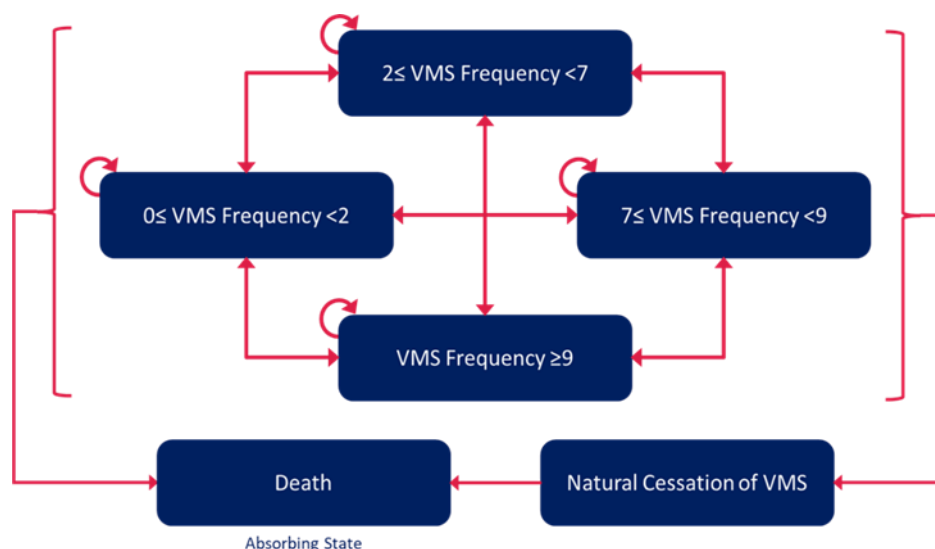 2≤ VMS Frequency <7
0≤ VMS Frequency <2
7≤ VMS Frequency <9
VMS Frequency ≥9
Death
Natural Cessation of VMS
Absorbing State